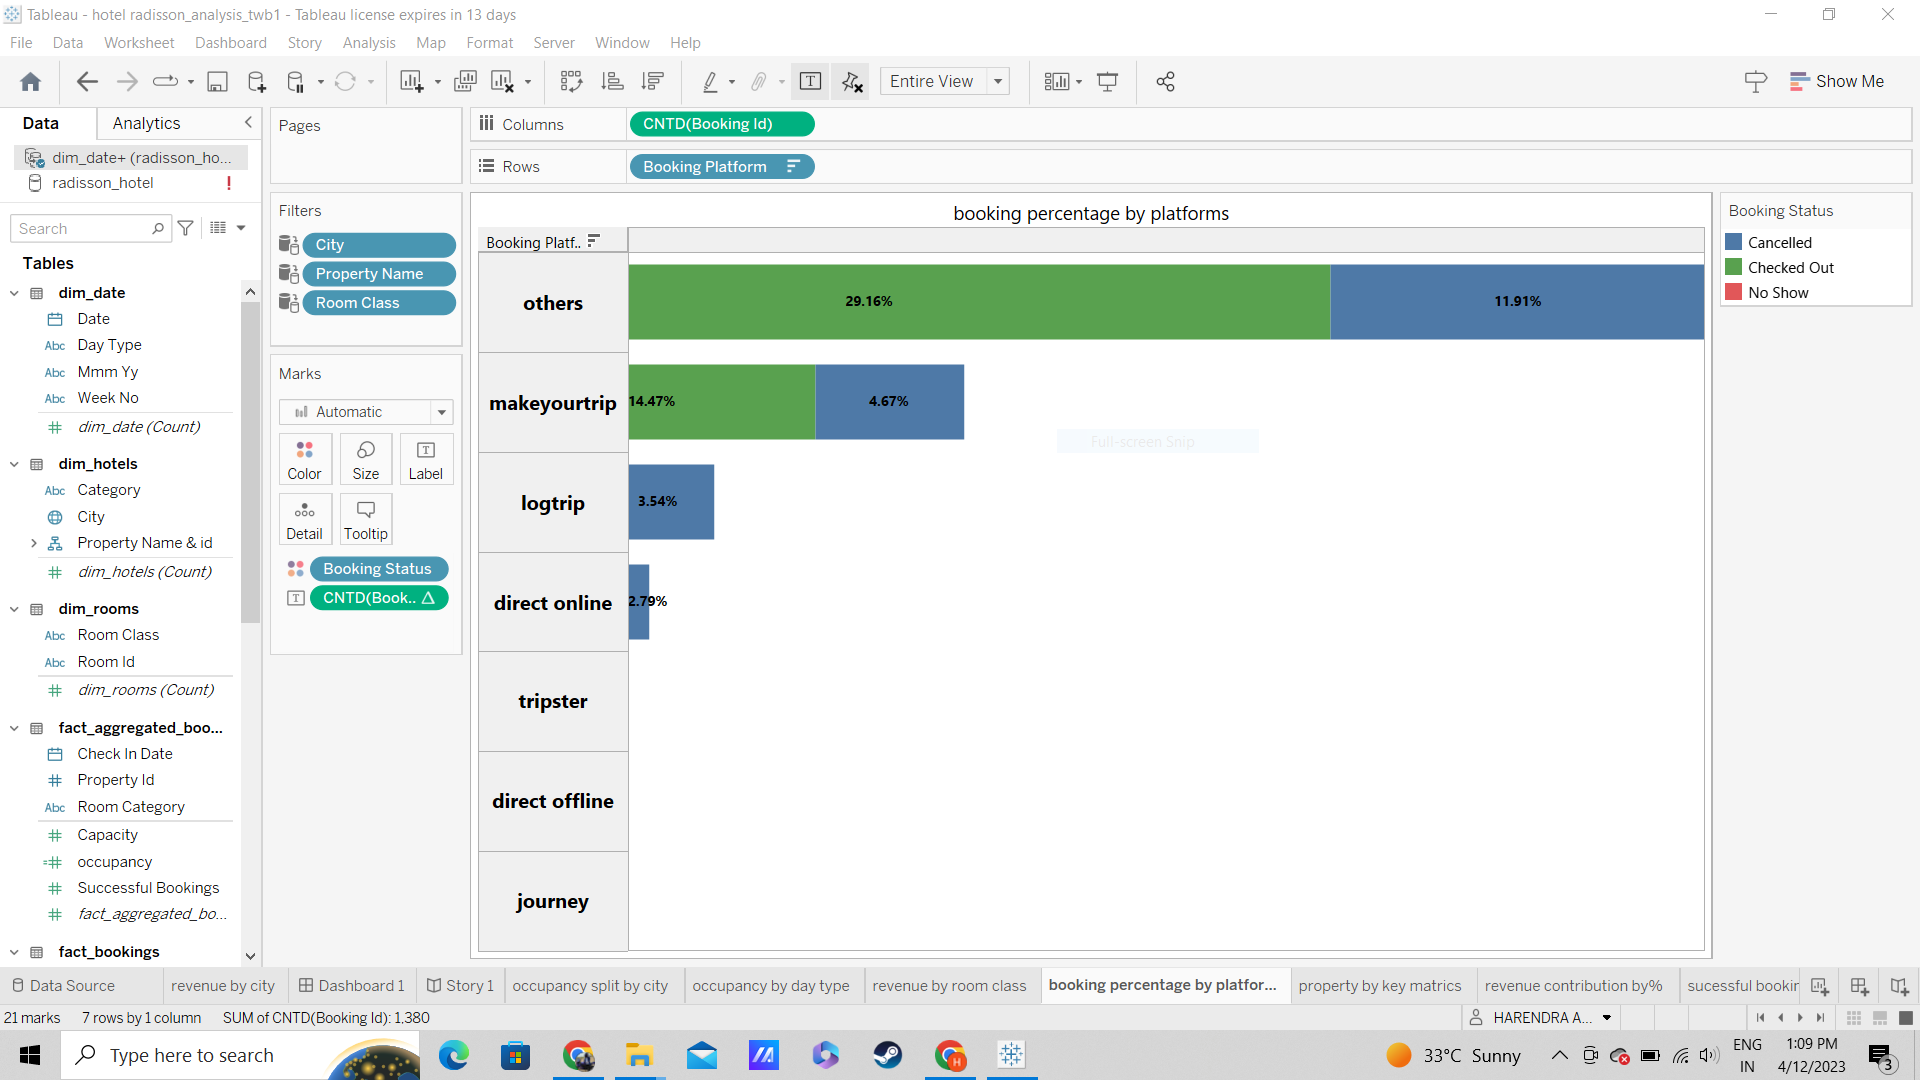 Tableau - hotel radisson_analysis_twb1 - Tableau license expires in 13 days
File Data Worksheet Dashboard Story Analysis Map Format Server Window Help
Entire View
Show Me
Data Analytics
dim_date+ (radisson_ho...
radisson_hotel
Search
Tables
dim_date
Date
Abc Day Type
Abc Mmm Yy
Abc Week No
dim_date (Count)
dim_hotels
Abc Category
City
Property Name & id
dim_hotels (Count)
dim_rooms
Abc Room Class
Abc Room Id
dim_rooms (Count)
fact_aggregated_boo...
Check In Date
Property Id
Abc Room Category
Capacity
occupancy
Successful Bookings
fact_aggregated_bo...
fact_bookings
Pages
Filters
City
Property Name
Room Class
Marks
Automatic
Color Size Label
Detail Tooltip
Booking Status
CNTD(Book..
Columns CNTD(Booking Id)
Rows Booking Platform
booking percentage by platforms
Booking Platf..
others 29.16% 11.91%
makeyourtrip 14.47% 4.67%
Full-screen Snip
logtrip 3.54%
direct online 2.79%
tripster
direct offline
journey
Booking Status
Cancelled
Checked Out
No Show
Data Source revenue by city Dashboard 1 Story 1 occupancy split by city occupancy by day type revenue by room class booking percentage by platfor... property by key matrics revenue contribution by% sucessful bookin
21 marks 7 rows by 1 column SUM of CNTD(Booking Id): 1,380
HARENDRA A...
Type here to search
33°C Sunny
ENG
IN
1:09 PM
4/12/2023
3